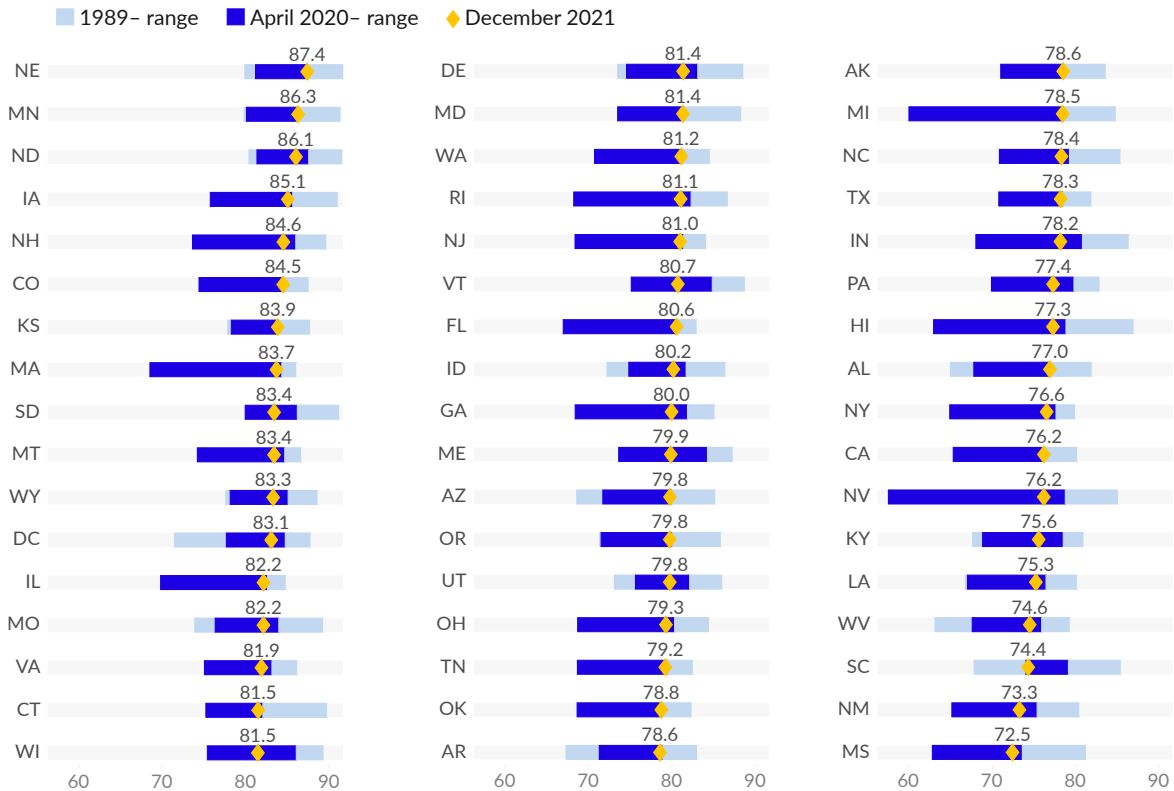 1989– range April 2020– range December 2021
87.4 81.4 78.6
NE DE AK
86.3 81.4 78.5
MN MD MI
86.1 81.2 78.4
ND WA NC
85.1 81.1 78.3
IA RI TX
84.6 81.0 78.2
NH NJ IN
84.5 80.7 77.4
CO VT PA
83.9 80.6 77.3
KS FL HI
83.7 80.2 77.0
MA ID AL
83.4 80.0 76.6
SD GA NY
83.4 79.9 76.2
MT ME CA
83.3 79.8 76.2
WY AZ NV
83.1 79.8 75.6
DC OR KY
82.2 79.8 75.3
IL UT LA
82.2 79.3 74.6
MO OH WV
81.9 79.2 74.4
VA TN SC
81.5 78.8 73.3
CT OK NM
81.5 78.6 72.5
WI AR MS
60 70 80 90 60 70 80 90 60 70 80 90